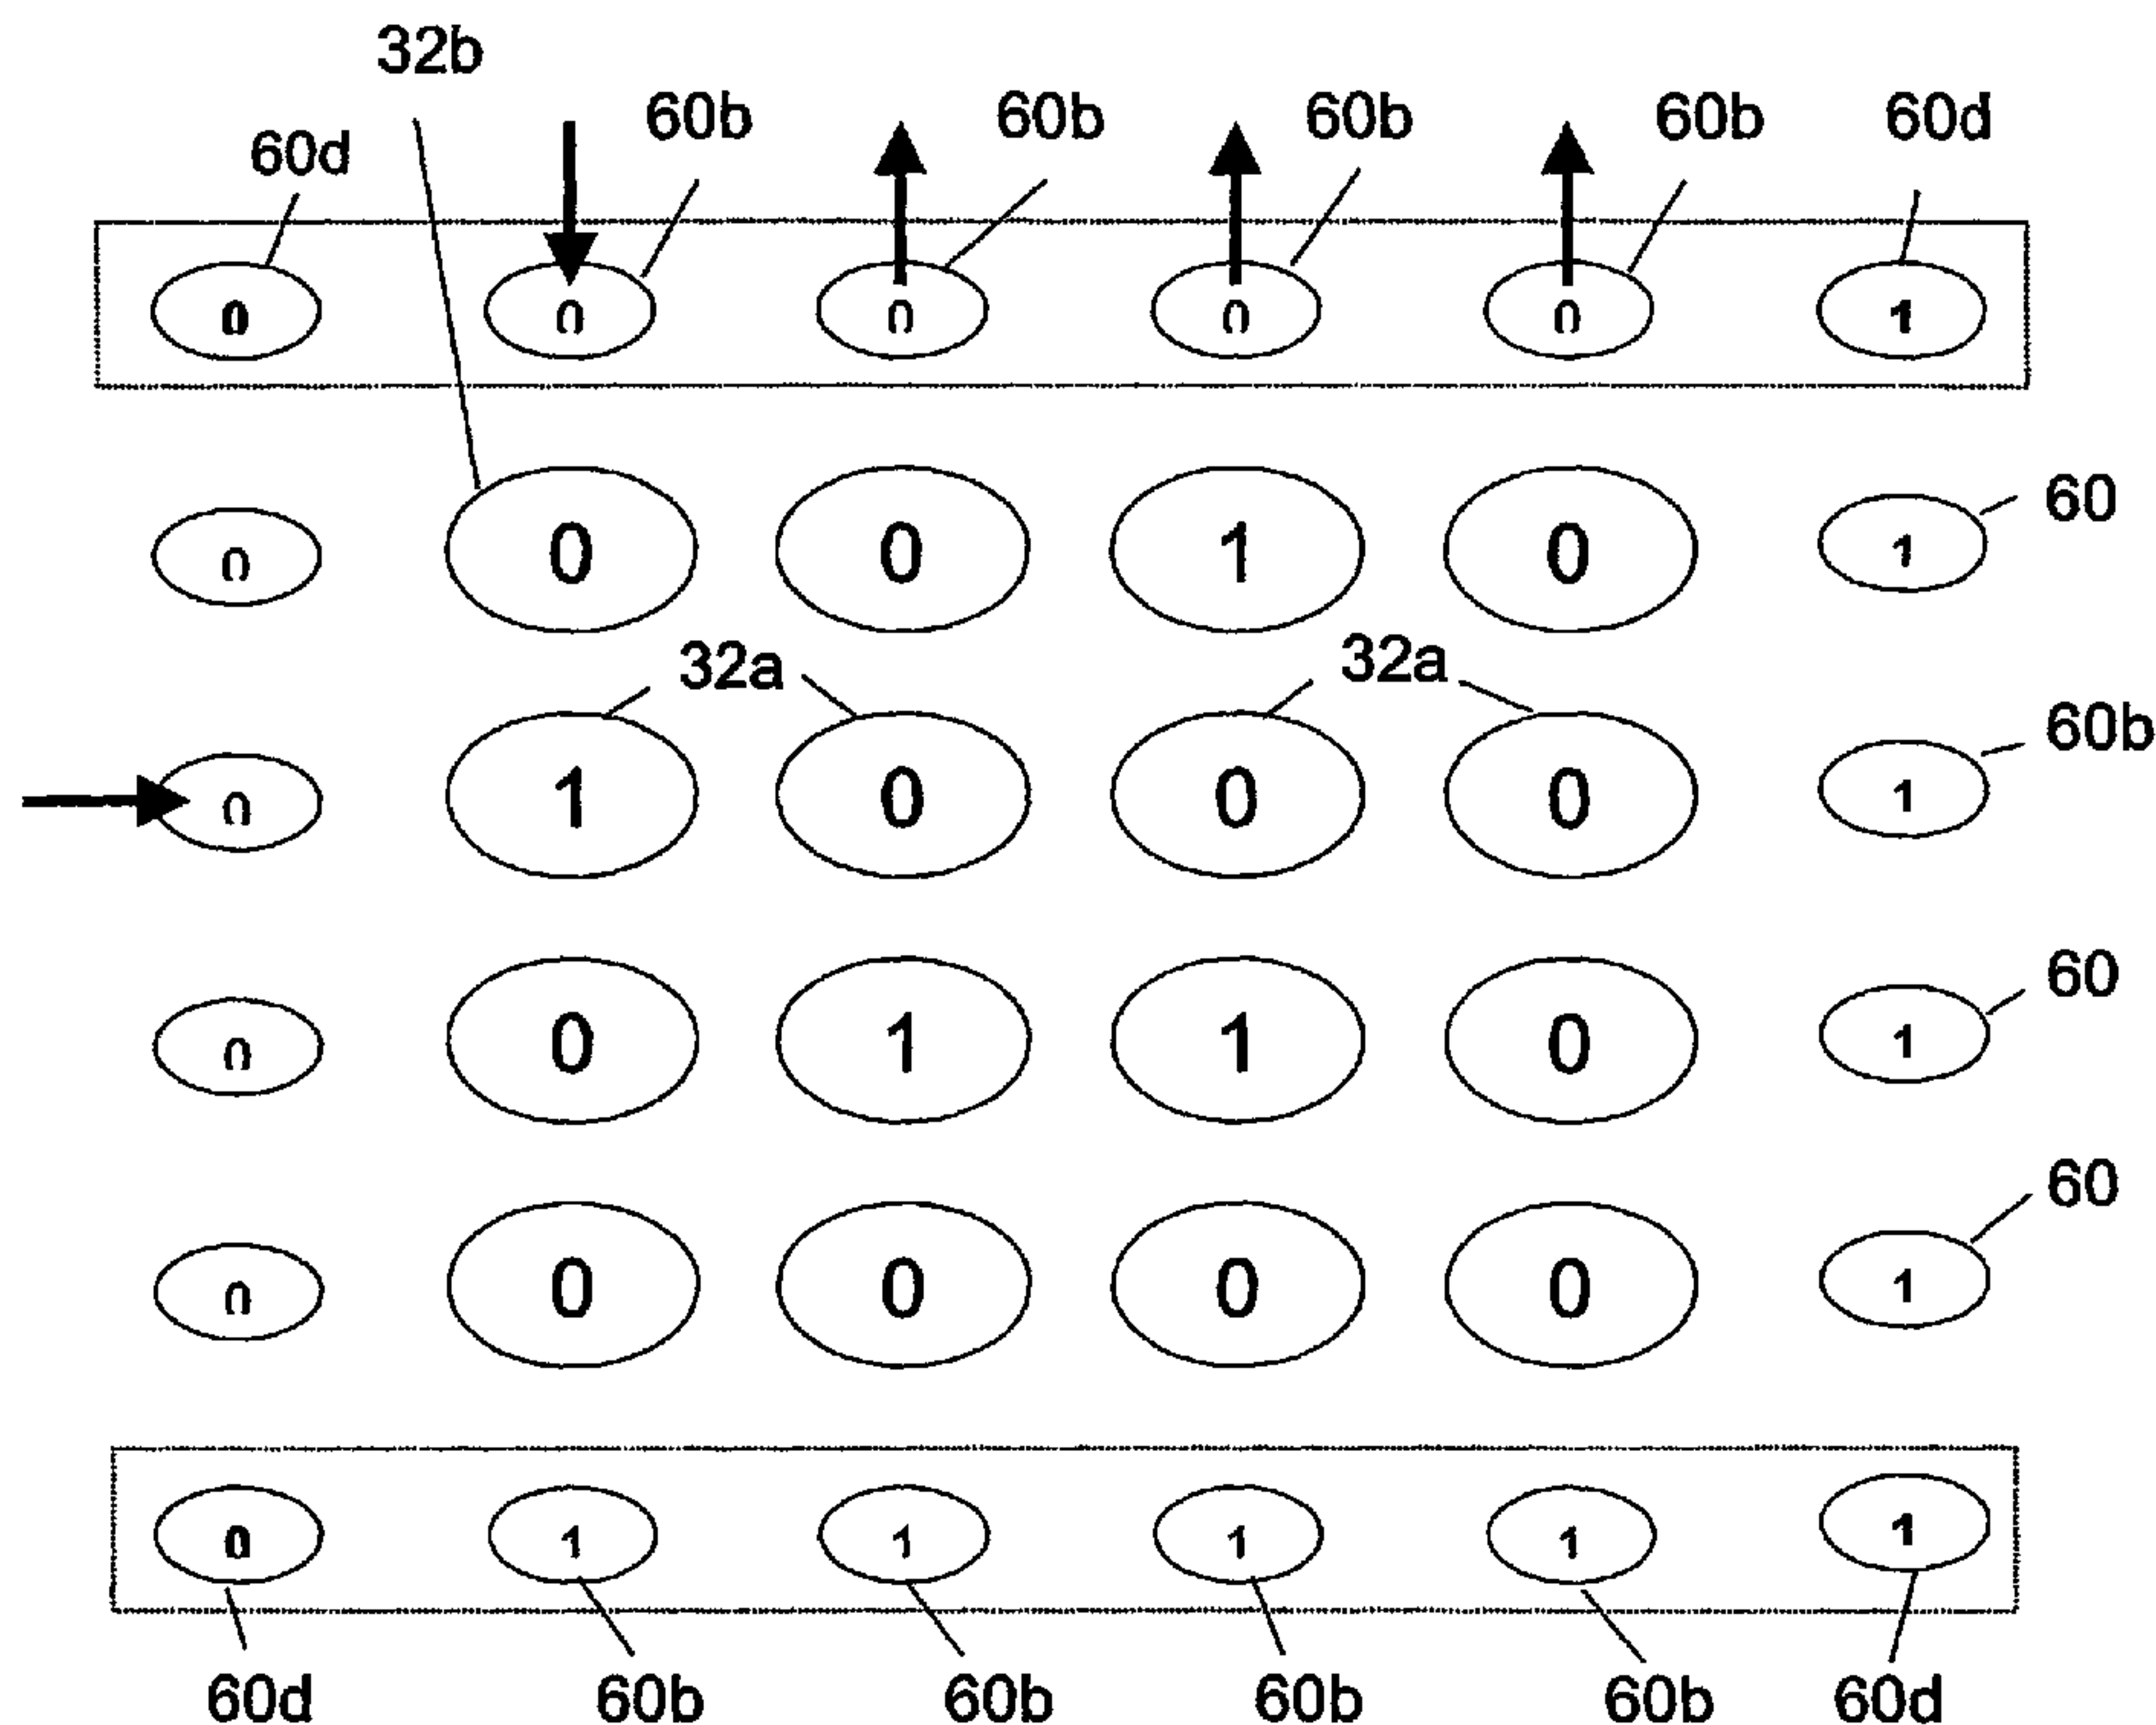 32b
60b 60b 60b 60b 60d
60d
0 0 0 0 0 1
60
0 0 0 1 0 1
32a 32a
60b
0 1 0 0 0 1
60
0 0 1 1 0 1
60
0 0 0 0 0 1
0 1 1 1 1 1
60d 60b 60b 60b 60b 60d